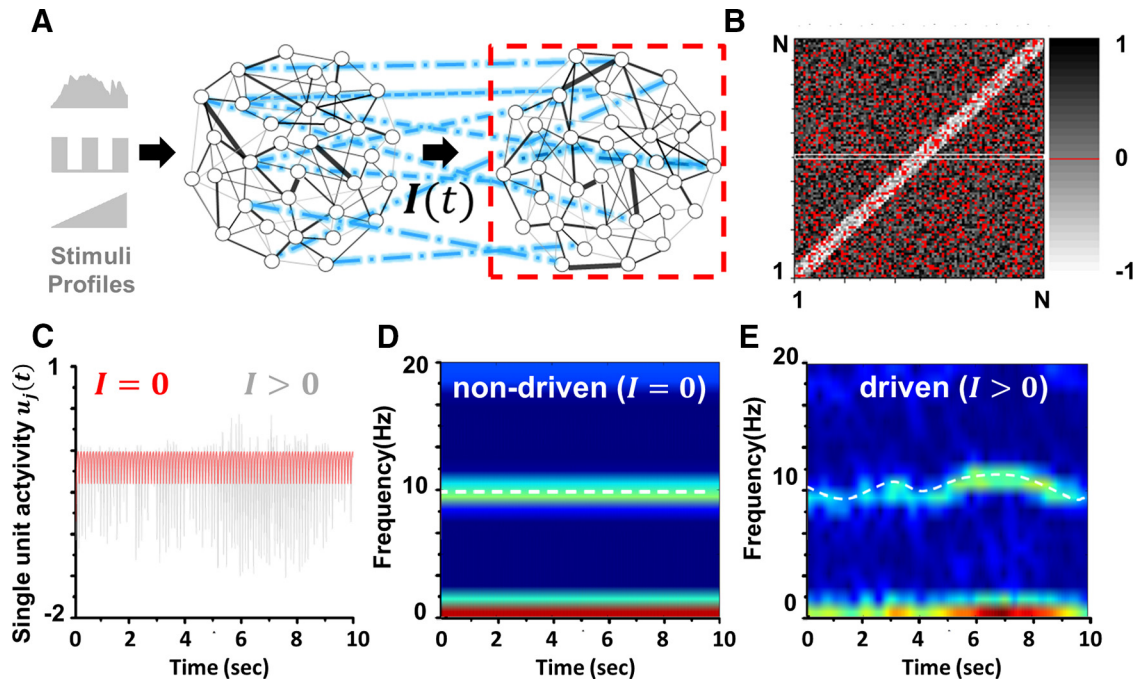 A
B
Stimuli
Profiles
I(t)
N
1
1
N
1
0
-1
C
D
E
1
Single unit actyivity u_j(t)
-2
I = 0
I > 0
0 2 4 6 8 10
Time (sec)
20
Frequency(Hz)
10
0
non-driven (I = 0)
0 2 4 6 8 10
Time (sec)
20
Frequency(Hz)
10
0
driven (I > 0)
0 2 4 6 8 10
Time (sec)